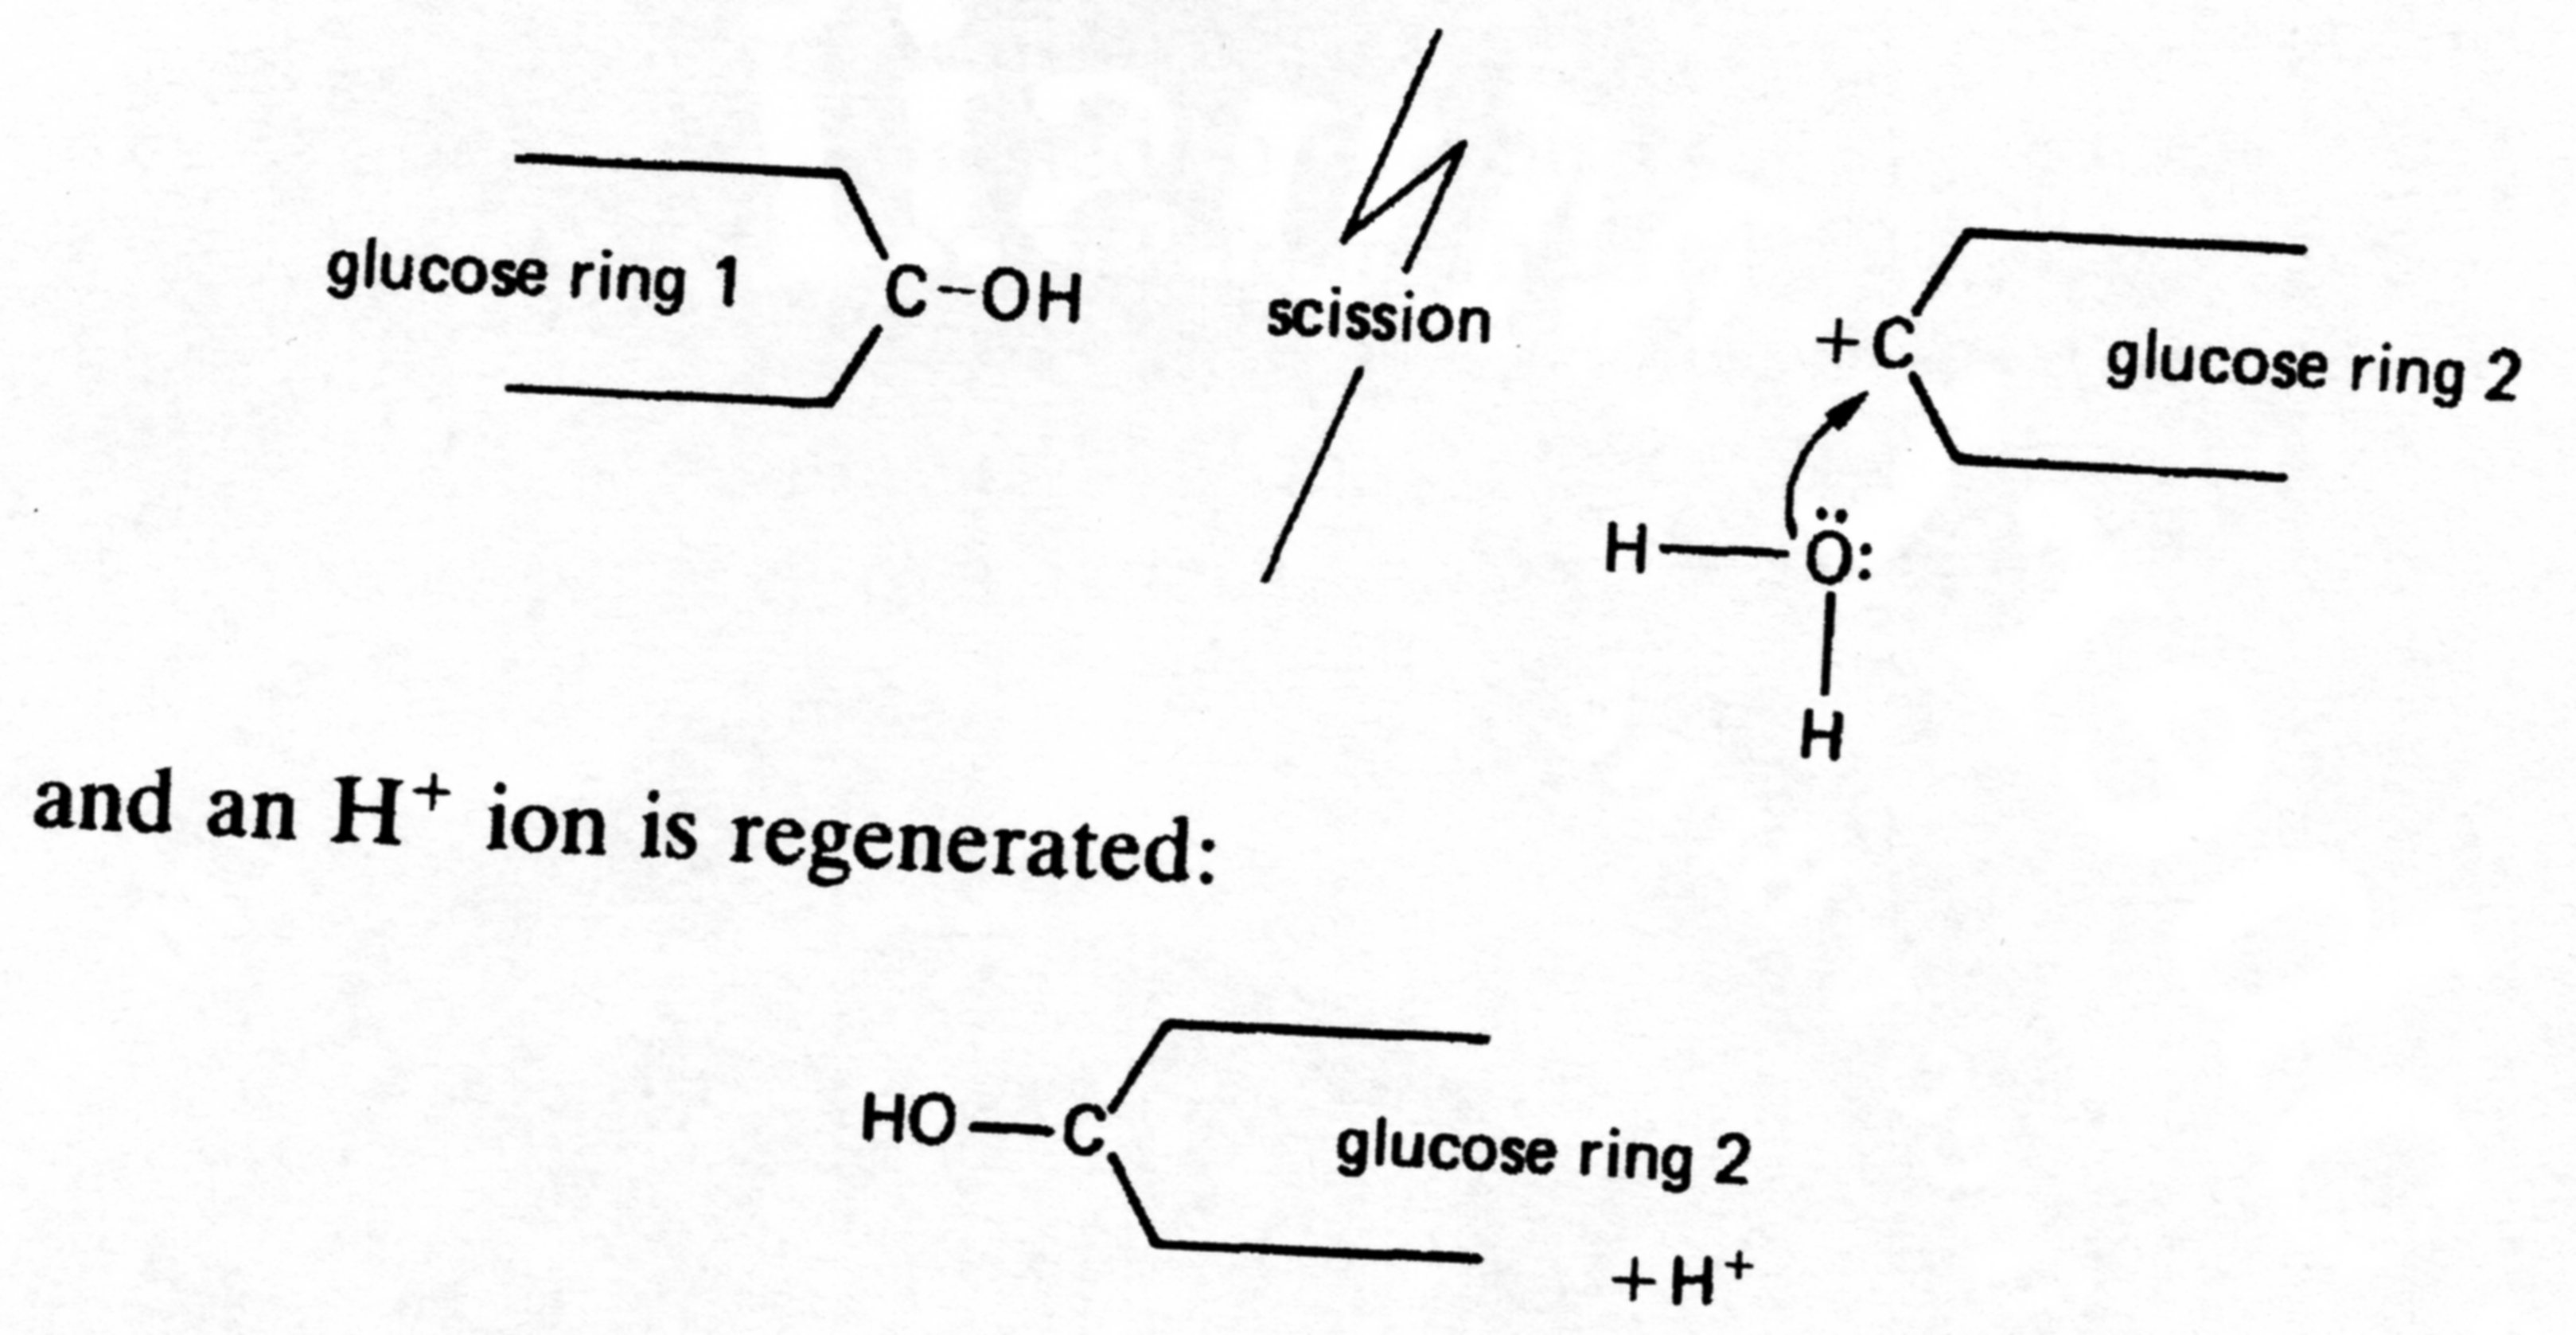 glucose ring 1
C-OH
scission
+C
glucose ring 2
H—Ö:
H
and an H⁺ ion is regenerated:
HO—C
glucose ring 2
+H⁺